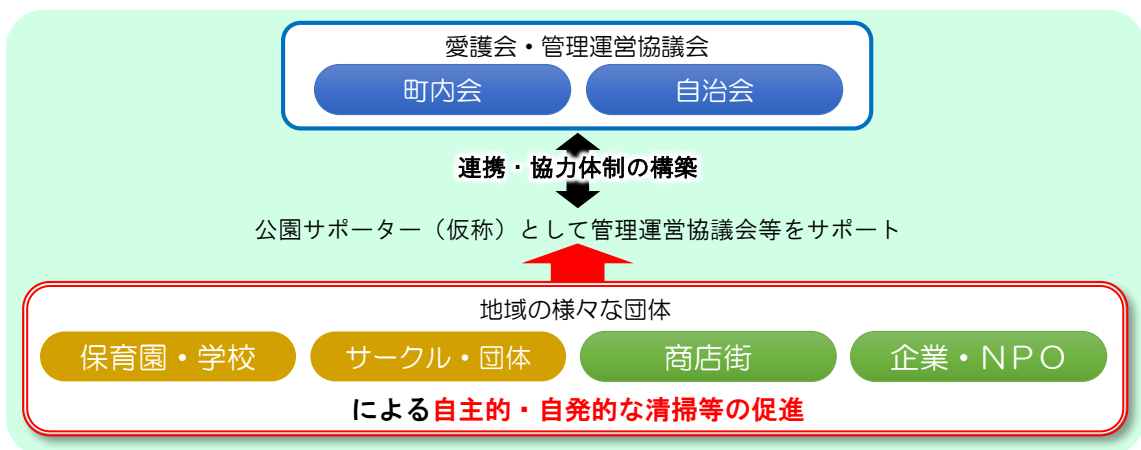 愛護会・管理運営協議会
町内会 自治会
連携・協力体制の構築
公園サポーター（仮称）として管理運営協議会等をサポート
地域の様々な団体
保育園・学校 サークル・団体 商店街 企業・ＮＰＯ
による自主的・自発的な清掃等の促進